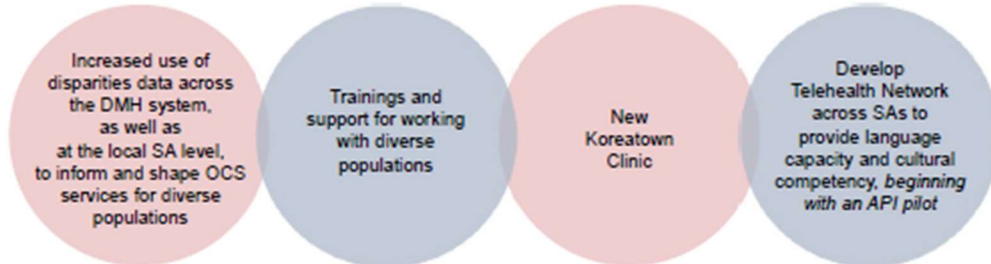 Increased use of
disparities data across
the DMH system,
as well as
at the local SA level,
to inform and shape OCS
services for diverse
populations
Trainings and
support for working
with diverse
populations
New
Koreatown
Clinic
Develop
Telehealth Network
across SAs to
provide language
capacity and cultural
competency, beginning
with an API pilot